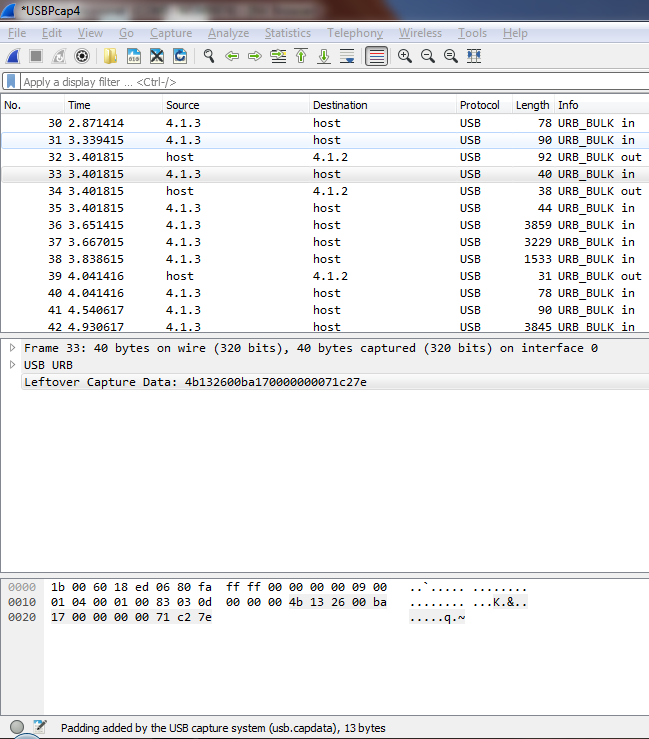 *USBPcap4
File Edit View Go Capture Analyze Statistics Telephony Wireless Tools Help
Apply a display filter ... <Ctrl-/>
No. Time Source Destination Protocol Length Info
30 2.871414 4.1.3 host USB 78 URB_BULK in
31 3.339415 4.1.3 host USB 90 URB_BULK in
32 3.401815 host 4.1.2 USB 92 URB_BULK out
33 3.401815 4.1.3 host USB 40 URB_BULK in
34 3.401815 host 4.1.2 USB 38 URB_BULK out
35 3.401815 4.1.3 host USB 44 URB_BULK in
36 3.651415 4.1.3 host USB 3859 URB_BULK in
37 3.667015 4.1.3 host USB 3229 URB_BULK in
38 3.838615 4.1.3 host USB 1533 URB_BULK in
39 4.041416 host 4.1.2 USB 31 URB_BULK out
40 4.041416 4.1.3 host USB 78 URB_BULK in
41 4.540617 4.1.3 host USB 90 URB_BULK in
42 4.930617 4.1.3 host USB 3845 URB_BULK in
Frame 33: 40 bytes on wire (320 bits), 40 bytes captured (320 bits) on interface 0
USB URB
Leftover Capture Data: 4b132600ba170000000071c27e
0000 1b 00 60 18 ed 06 80 fa ff ff 00 00 00 00 09 00 ..`..... ........
0010 01 04 00 01 00 83 03 0d 00 00 00 4b 13 26 00 ba ........ ...K.&..
0020 17 00 00 00 00 71 c2 7e .....q.~
Padding added by the USB capture system (usb.capdata), 13 bytes